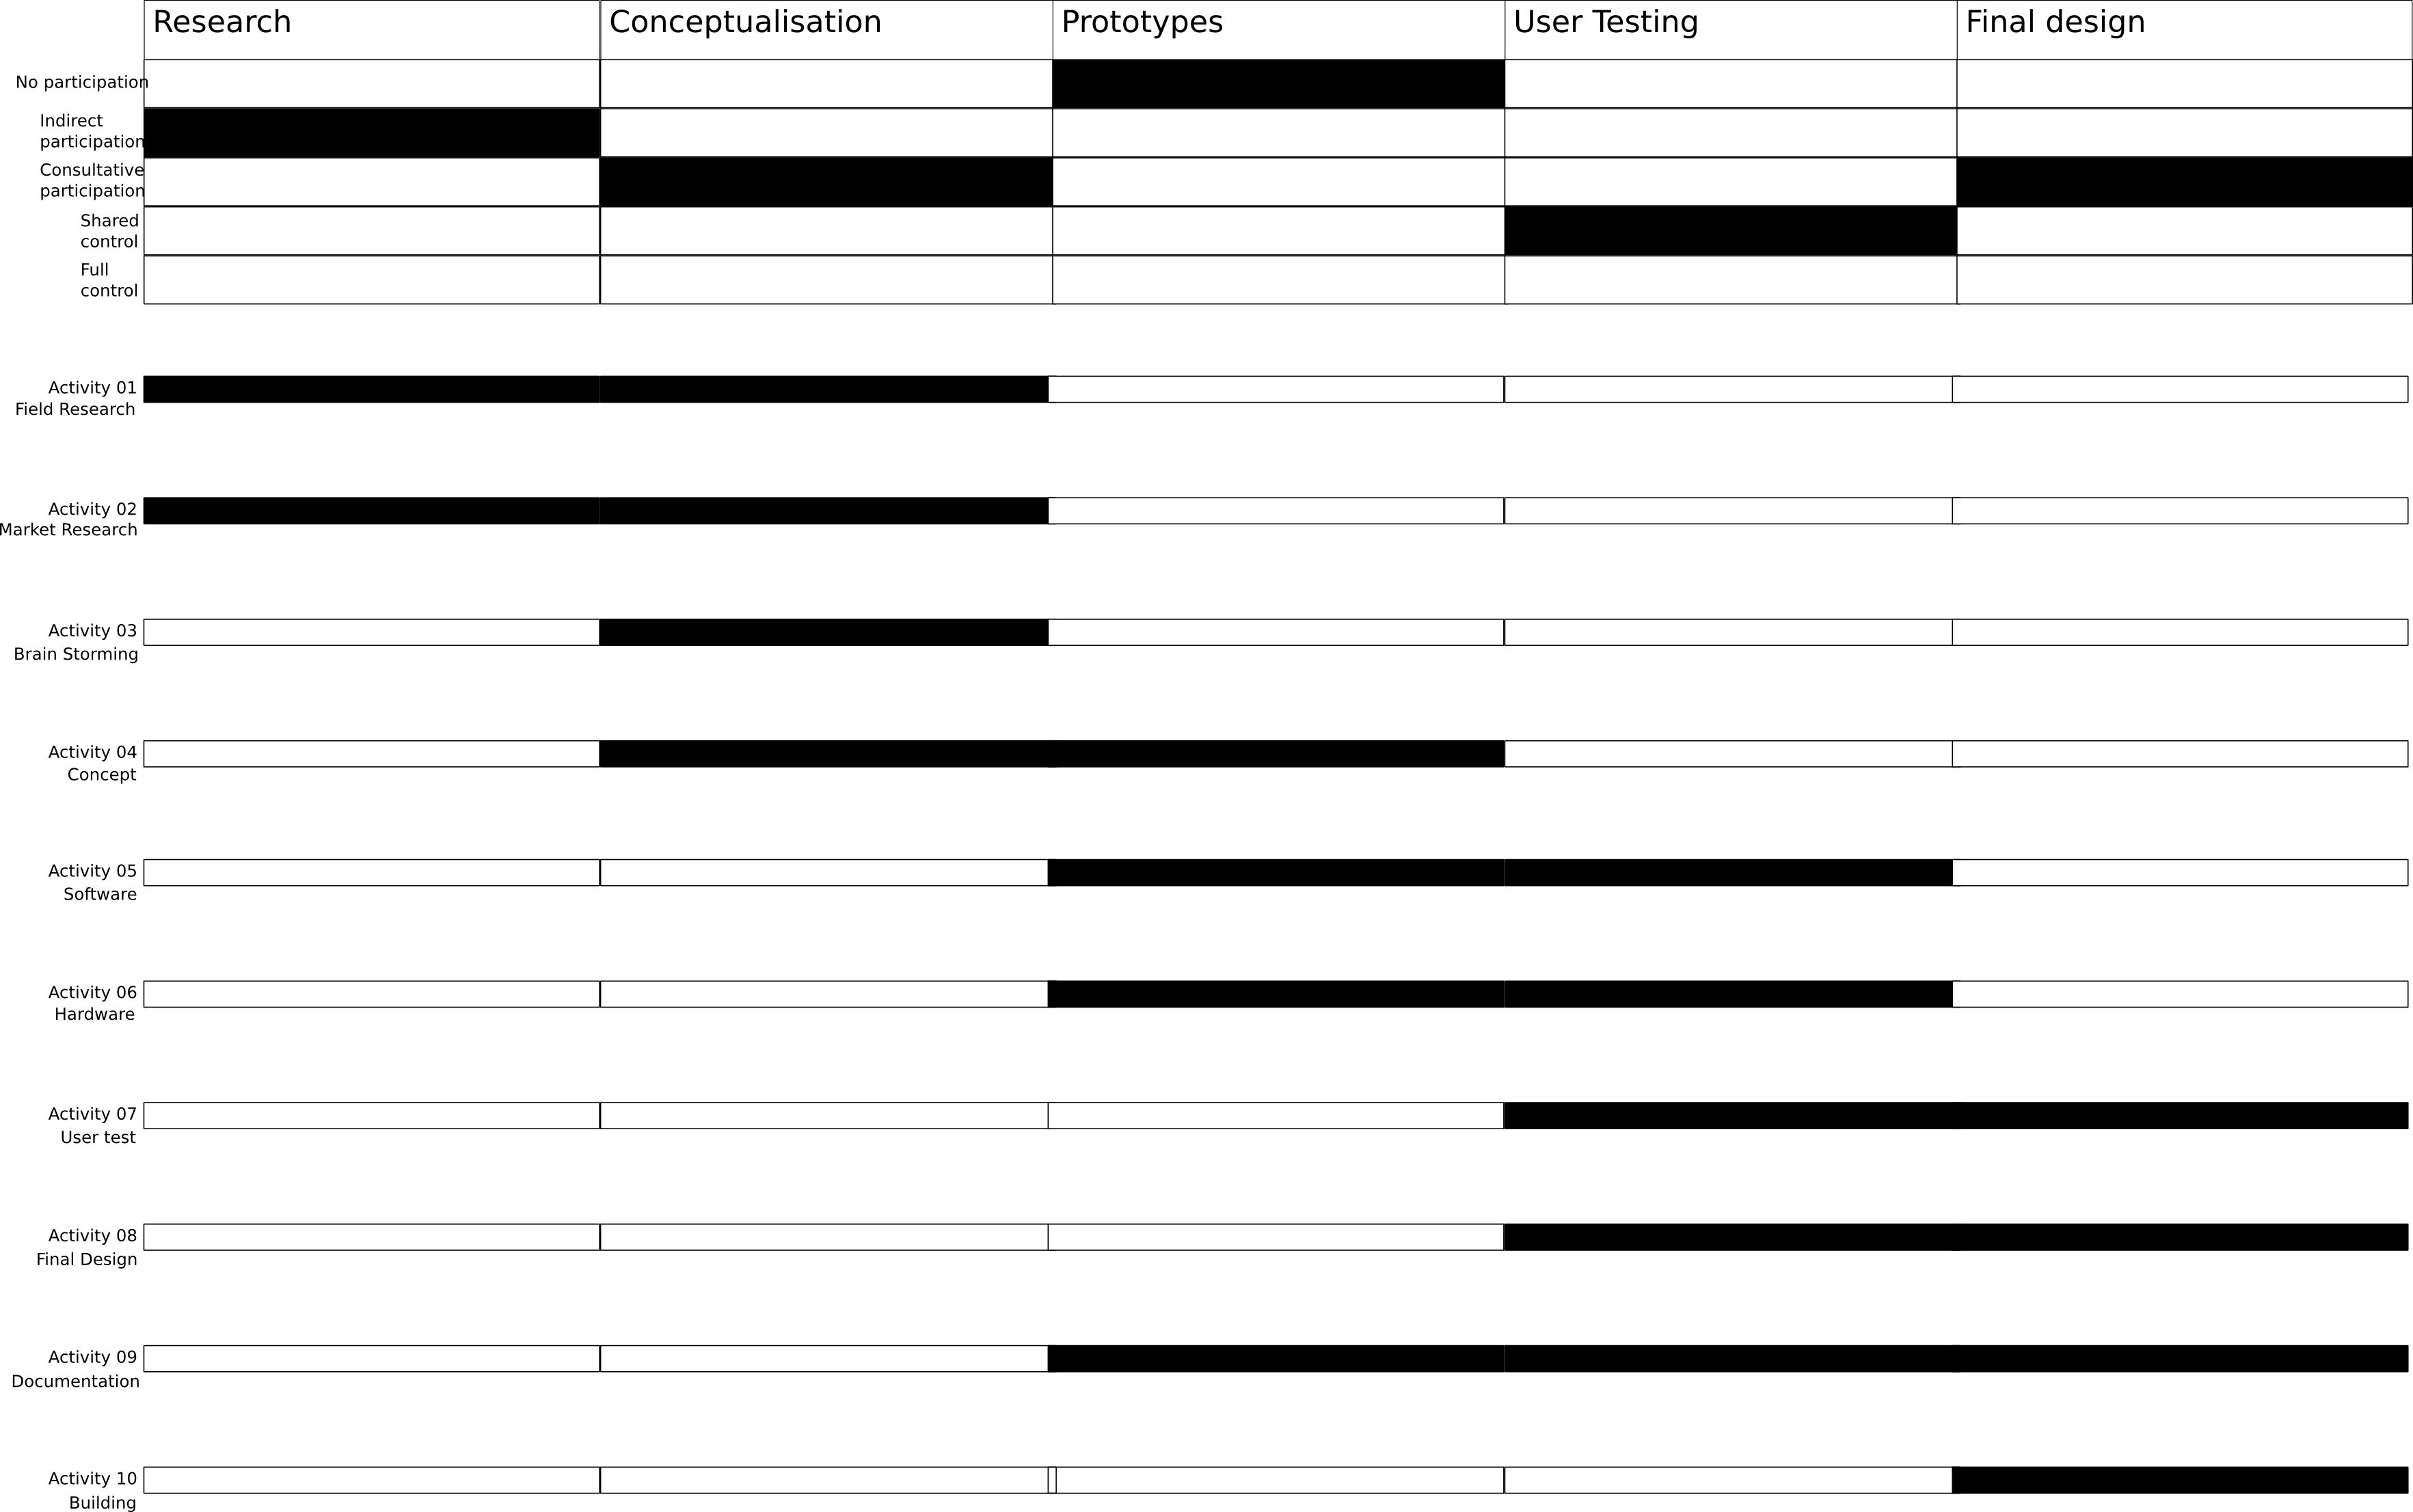 Research
Conceptualisation
Prototypes
User Testing
Final design
No participation
Indirect
participation
Consultative
participation
Shared
control
Full
control
Activity 01
Field Research
Activity 02
Market Research
Activity 03
Brain Storming
Activity 04
Concept
Activity 05
Software
Activity 06
Hardware
Activity 07
User test
Activity 08
Final Design
Activity 09
Documentation
Activity 10
Building